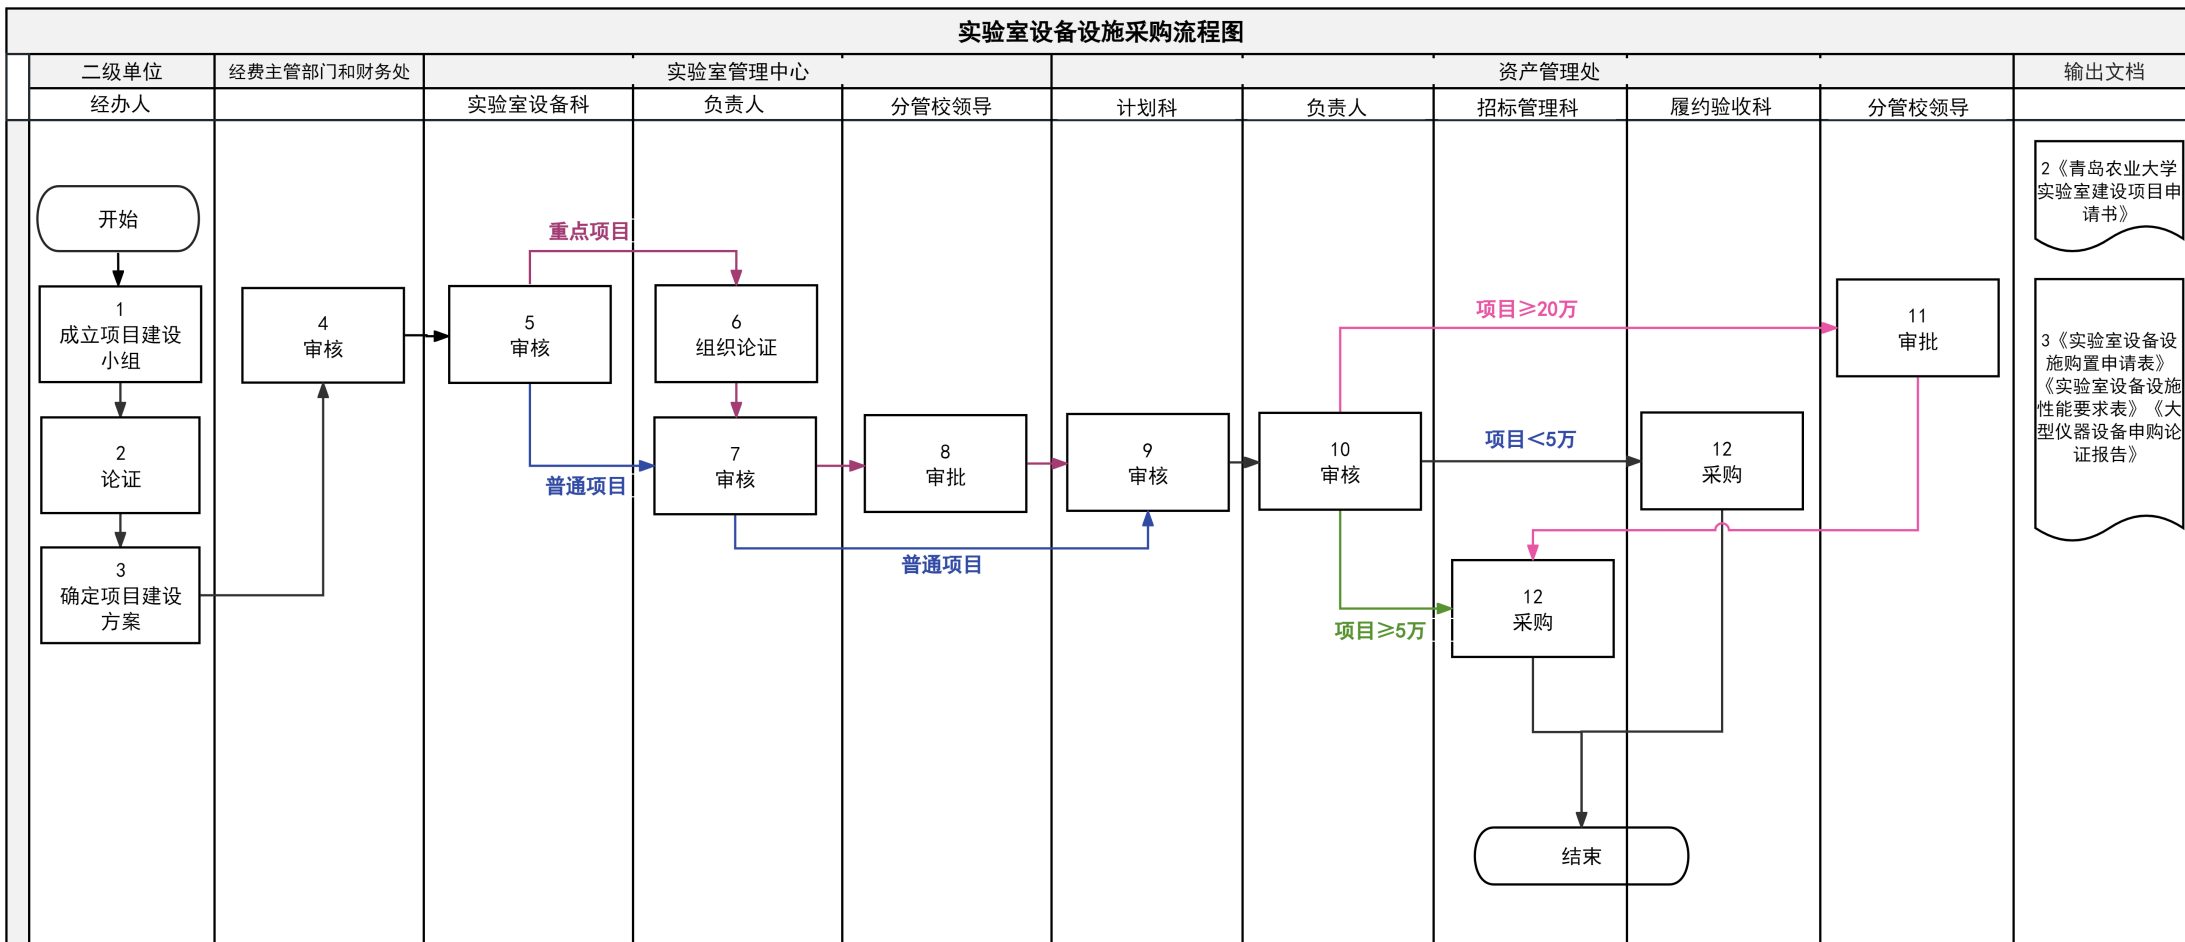 实验室设备设施采购流程图
二级单位
经费主管部门和财务处
实验室管理中心
资产管理处
输出文档
经办人
实验室设备科
负责人
分管校领导
计划科
负责人
招标管理科
履约验收科
分管校领导
开始
1
成立项目建设
小组
2
论证
3
确定项目建设
方案
4
审核
5
审核
重点项目
普通项目
6
组织论证
7
审核
8
审批
普通项目
9
审核
10
审核
项目≥20万
项目<5万
项目≥5万
11
审批
12
采购
12
采购
结束
2《青岛农业大学
实验室建设项目申
请书》
3《实验室设备设
施购置申请表》
《实验室设备设施
性能要求表》《大
型仪器设备申购论
证报告》